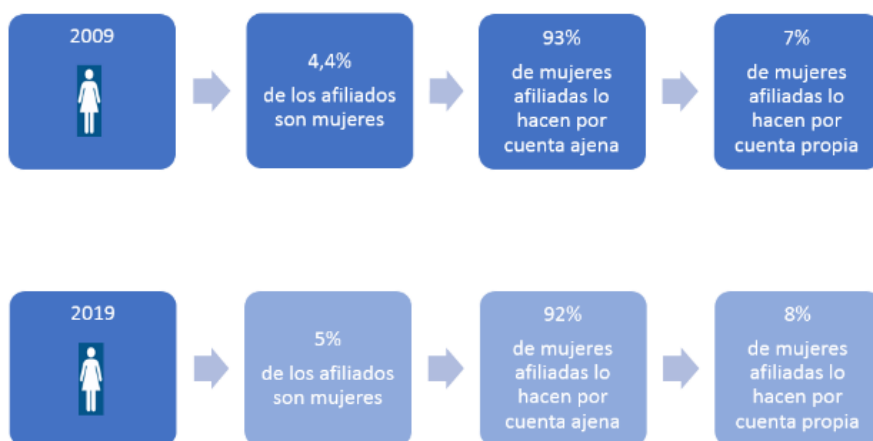 2009
4,4%
de los afiliados
son mujeres
93%
de mujeres
afiliadas lo
hacen por
cuenta ajena
7%
de mujeres
afiliadas lo
hacen por
cuenta propia
2019
5%
de los afiliados
son mujeres
92%
de mujeres
afiliadas lo
hacen por
cuenta ajena
8%
de mujeres
afiliadas lo
hacen por
cuenta propia